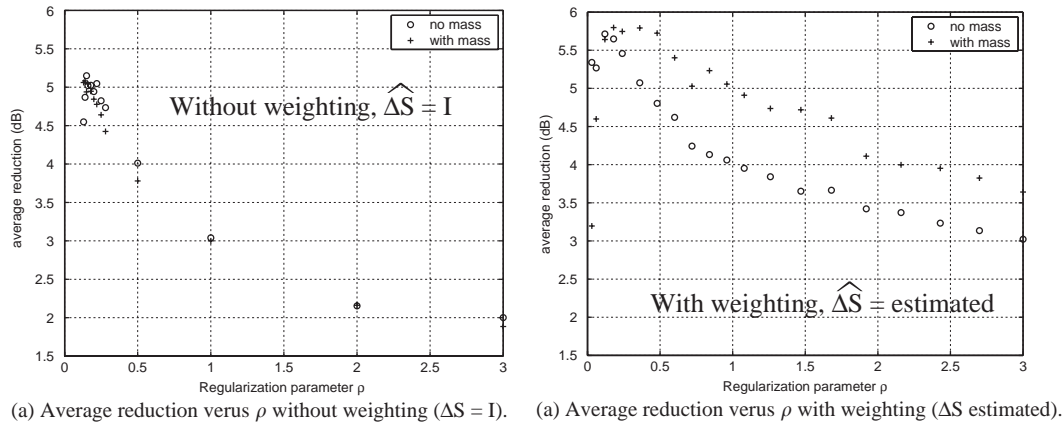 6
5.5
5
4.5
4
3.5
3
2.5
2
1.5
average reduction (dB)
no mass
with mass
Without weighting, \widehat{ΔS} = I
0 0.5 1 1.5 2 2.5 3
Regularization parameter ρ
(a) Average reduction verus ρ without weighting (ΔS = I).
6
5.5
5
4.5
4
3.5
3
2.5
2
1.5
average reduction (dB)
no mass
with mass
With weighting, \widehat{ΔS} = estimated
0 0.5 1 1.5 2 2.5 3
Regularization parameter ρ
(a) Average reduction verus ρ with weighting (ΔS estimated).